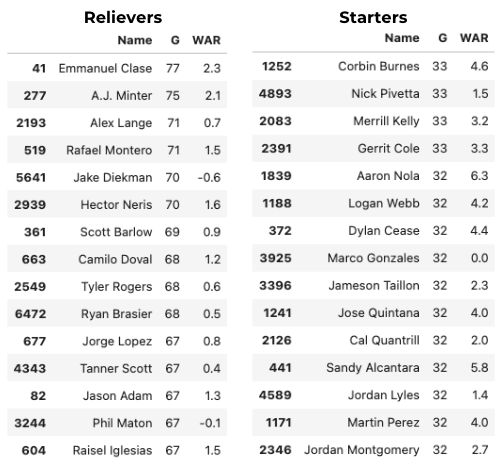 Relievers
Name G WAR
41 Emmanuel Clase 77 2.3
277 A.J. Minter 75 2.1
2193 Alex Lange 71 0.7
519 Rafael Montero 71 1.5
5641 Jake Diekman 70 -0.6
2939 Hector Neris 70 1.6
361 Scott Barlow 69 0.9
663 Camilo Doval 68 1.2
2549 Tyler Rogers 68 0.6
6472 Ryan Brasier 68 0.5
677 Jorge Lopez 67 0.8
4343 Tanner Scott 67 0.4
82 Jason Adam 67 1.3
3244 Phil Maton 67 -0.1
604 Raisel Iglesias 67 1.5
Starters
Name G WAR
1252 Corbin Burnes 33 4.6
4893 Nick Pivetta 33 1.5
2083 Merrill Kelly 33 3.2
2391 Gerrit Cole 33 3.3
1839 Aaron Nola 32 6.3
1188 Logan Webb 32 4.2
372 Dylan Cease 32 4.4
3925 Marco Gonzales 32 0.0
3396 Jameson Taillon 32 2.3
1241 Jose Quintana 32 4.0
2126 Cal Quantrill 32 2.0
441 Sandy Alcantara 32 5.8
4589 Jordan Lyles 32 1.4
1171 Martin Perez 32 4.0
2346 Jordan Montgomery 32 2.7